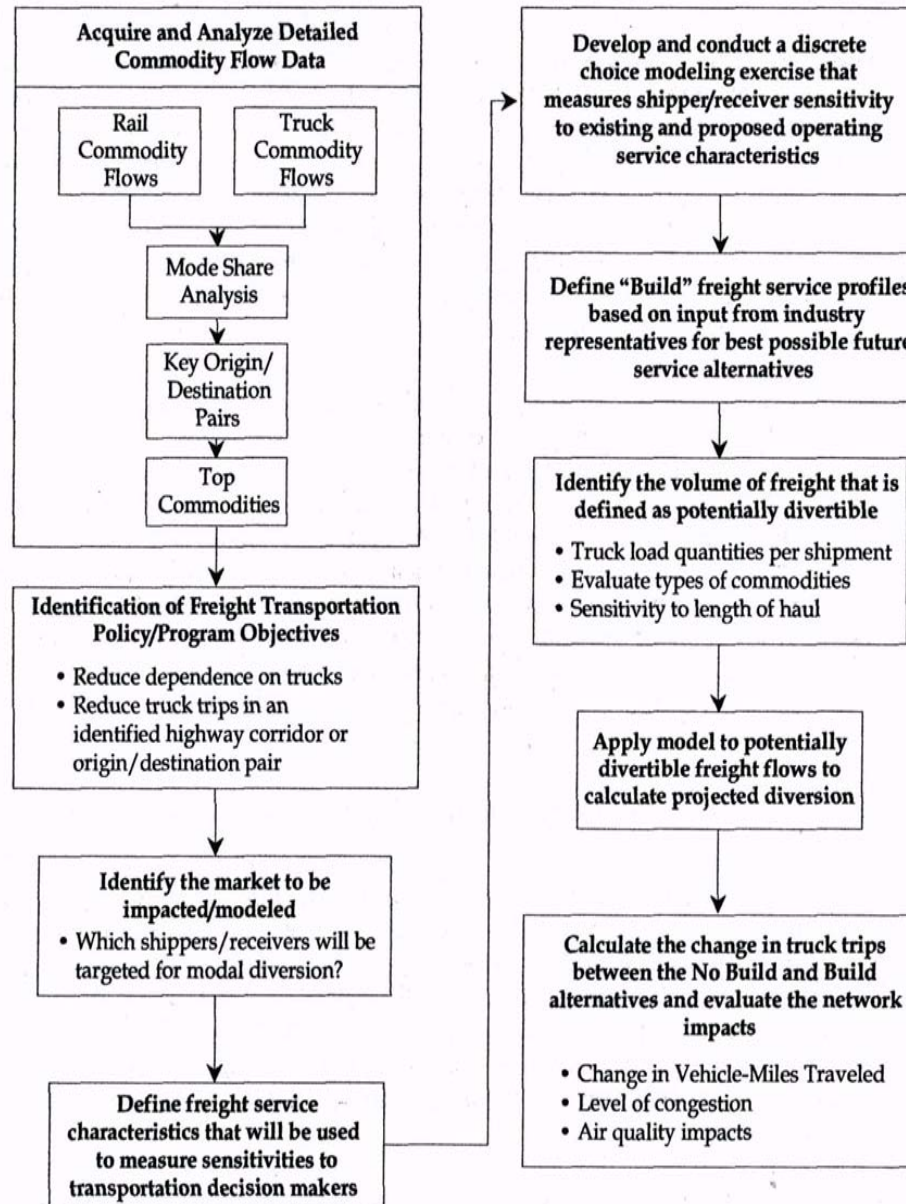 Acquire and Analyze Detailed
Commodity Flow Data
Rail
Commodity
Flows
Truck
Commodity
Flows
Mode Share
Analysis
Key Origin/
Destination
Pairs
Top
Commodities
Identification of Freight Transportation
Policy/Program Objectives
• Reduce dependence on trucks
• Reduce truck trips in an
identified highway corridor or
origin/destination pair
Identify the market to be
impacted/modeled
• Which shippers/receivers will be
targeted for modal diversion?
Define freight service
characteristics that will be used
to measure sensitivities to
transportation decision makers
Develop and conduct a discrete
choice modeling exercise that
measures shipper/receiver sensitivity
to existing and proposed operating
service characteristics
Define “Build” freight service profiles
based on input from industry
representatives for best possible future
service alternatives
Identify the volume of freight that is
defined as potentially divertible
• Truck load quantities per shipment
• Evaluate types of commodities
• Sensitivity to length of haul
Apply model to potentially
divertible freight flows to
calculate projected diversion
Calculate the change in truck trips
between the No Build and Build
alternatives and evaluate the network
impacts
• Change in Vehicle-Miles Traveled
• Level of congestion
• Air quality impacts